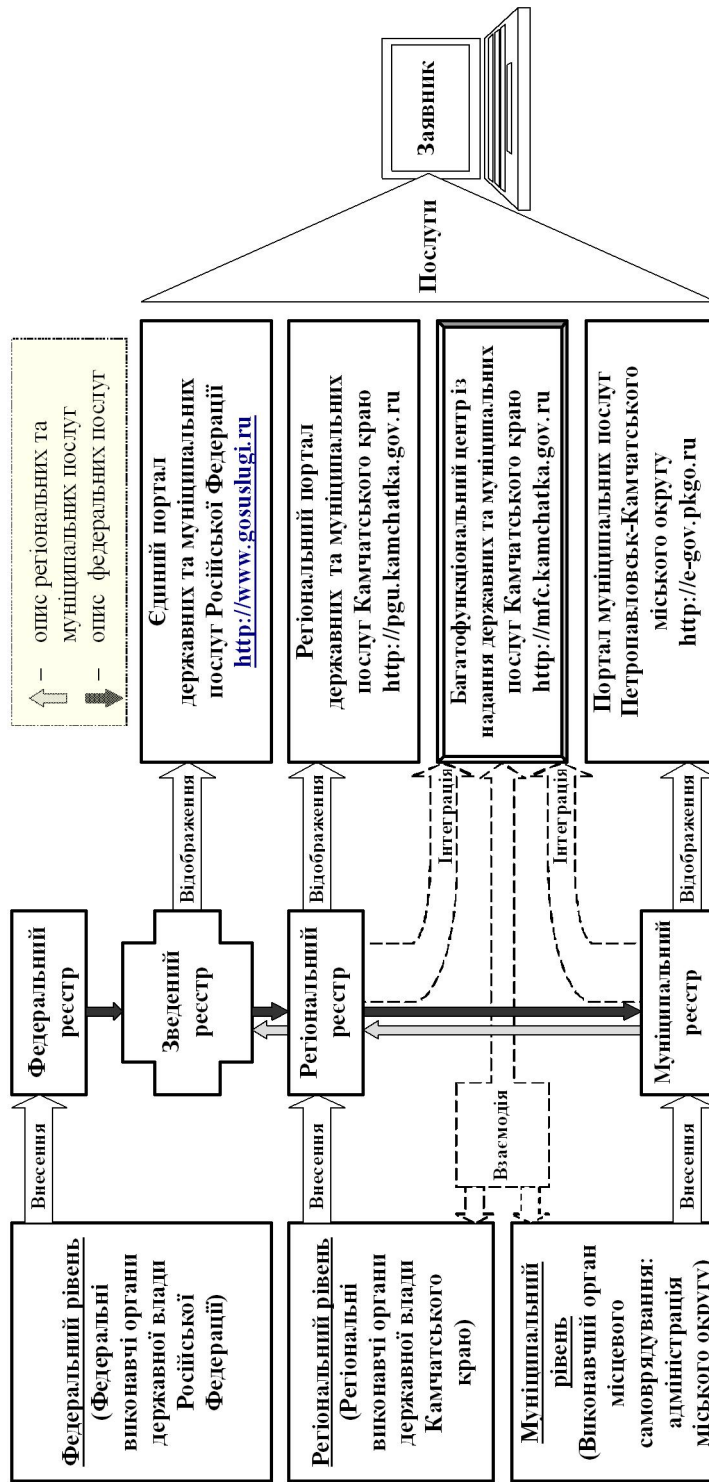 – опис регіональних та
муніципальних послуг
– опис федеральних послуг
Федеральний рівень
(Федеральні
виконавчі органи
державної влади
Російської
Федерації)
Внесення
Федеральний
реєстр
Зведений
реєстр
Відображення
Єдиний портал
державних та муніципальних
послуг Російської Федерації
http://www.gosuslugi.ru
Регіональний рівень
(Регіональні
виконавчі органи
державної влади
Камчатського
краю)
Внесення
Регіональний
реєстр
Відображення
Регіональний портал
державних та муніципальних
послуг Камчатського краю
http://pgu.kamchatka.gov.ru
Взаємодія
Інтеграція
Інтеграція
Багатофункціональний центр із
надання державних та муніципальних
послуг Камчатського краю
http://mfc.kamchatka.gov.ru
Муніципальний
рівень
(Виконавчий орган
місцевого
самоврядування:
адміністрація
міського округу)
Внесення
Муніципальний
реєстр
Відображення
Портал муніципальних послуг
Петропавловськ-Камчатського
міського округу
http://e-gov.pkgo.ru
Послуги
Заявник